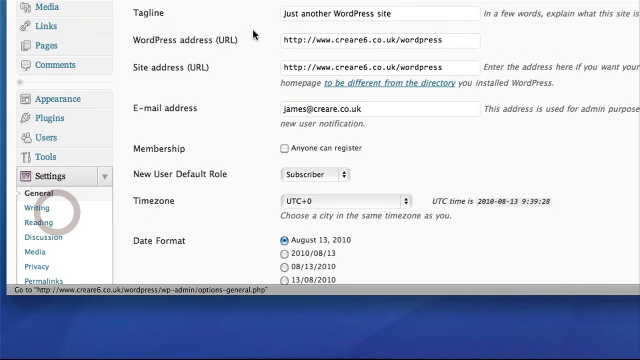 Media
Links
Pages
Comments
Appearance
Plugins
Users
Tools
Settings
General
Writing
Reading
Discussion
Media
Privacy
Permalinks
Tagline
Just another WordPress site
In a few words, explain what this site is
WordPress address (URL)
http://www.creare6.co.uk/wordpress
Site address (URL)
http://www.creare6.co.uk/wordpress
Enter the address here if you want your
homepage to be different from the directory you installed WordPress.
E-mail address
james@creare.co.uk
This address is used for admin purpose
new user notification.
Membership
Anyone can register
New User Default Role
Subscriber
Timezone
UTC+0
UTC time is 2010-08-13 9:39:28
Choose a city in the same timezone as you.
Date Format
August 13, 2010
2010/08/13
08/13/2010
13/08/2010
Go to "http://www.creare6.co.uk/wordpress/wp-admin/options-general.php"